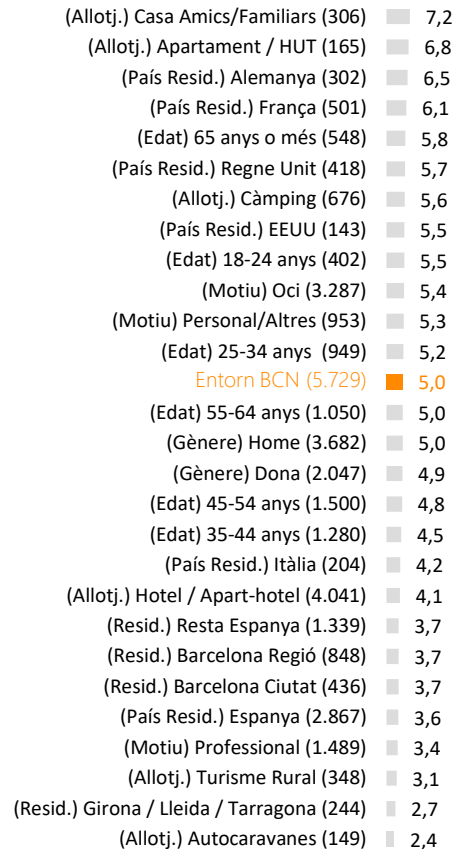 (Allotj.) Casa Amics/Familiars (306) 7,2
(Allotj.) Apartament / HUT (165) 6,8
(País Resid.) Alemanya (302) 6,5
(País Resid.) França (501) 6,1
(Edat) 65 anys o més (548) 5,8
(País Resid.) Regne Unit (418) 5,7
(Allotj.) Càmping (676) 5,6
(País Resid.) EEUU (143) 5,5
(Edat) 18-24 anys (402) 5,5
(Motiu) Oci (3.287) 5,4
(Motiu) Personal/Altres (953) 5,3
(Edat) 25-34 anys (949) 5,2
Entorn BCN (5.729) 5,0
(Edat) 55-64 anys (1.050) 5,0
(Gènere) Home (3.682) 5,0
(Gènere) Dona (2.047) 4,9
(Edat) 45-54 anys (1.500) 4,8
(Edat) 35-44 anys (1.280) 4,5
(País Resid.) Itàlia (204) 4,2
(Allotj.) Hotel / Apart-hotel (4.041) 4,1
(Resid.) Resta Espanya (1.339) 3,7
(Resid.) Barcelona Regió (848) 3,7
(Resid.) Barcelona Ciutat (436) 3,7
(País Resid.) Espanya (2.867) 3,6
(Motiu) Professional (1.489) 3,4
(Allotj.) Turisme Rural (348) 3,1
(Resid.) Girona / Lleida / Tarragona (244) 2,7
(Allotj.) Autocaravanes (149) 2,4